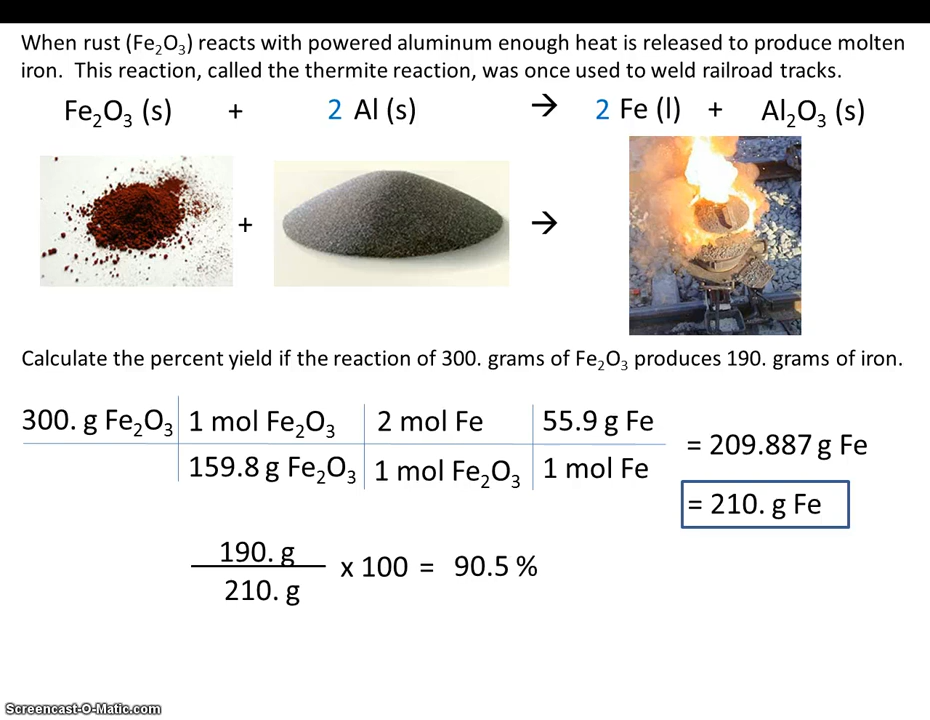 When rust (Fe₂O₃) reacts with powered aluminum enough heat is released to produce molten
iron. This reaction, called the thermite reaction, was once used to weld railroad tracks.
Fe₂O₃ (s) + 2 Al (s) → 2 Fe (l) + Al₂O₃ (s)
+ →
Calculate the percent yield if the reaction of 300. grams of Fe₂O₃ produces 190. grams of iron.
300. g Fe₂O₃ 1 mol Fe₂O₃ 2 mol Fe 55.9 g Fe
= 209.887 g Fe
159.8 g Fe₂O₃ 1 mol Fe₂O₃ 1 mol Fe
= 210. g Fe
190. g
x 100 = 90.5 %
210. g
Screencast-O-Matic.com